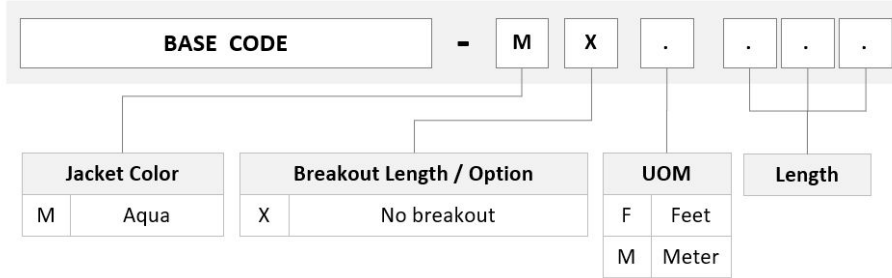 BASE CODE - M X . . . .
Jacket Color Breakout Length / Option UOM Length
M Aqua X No breakout F Feet
M Meter